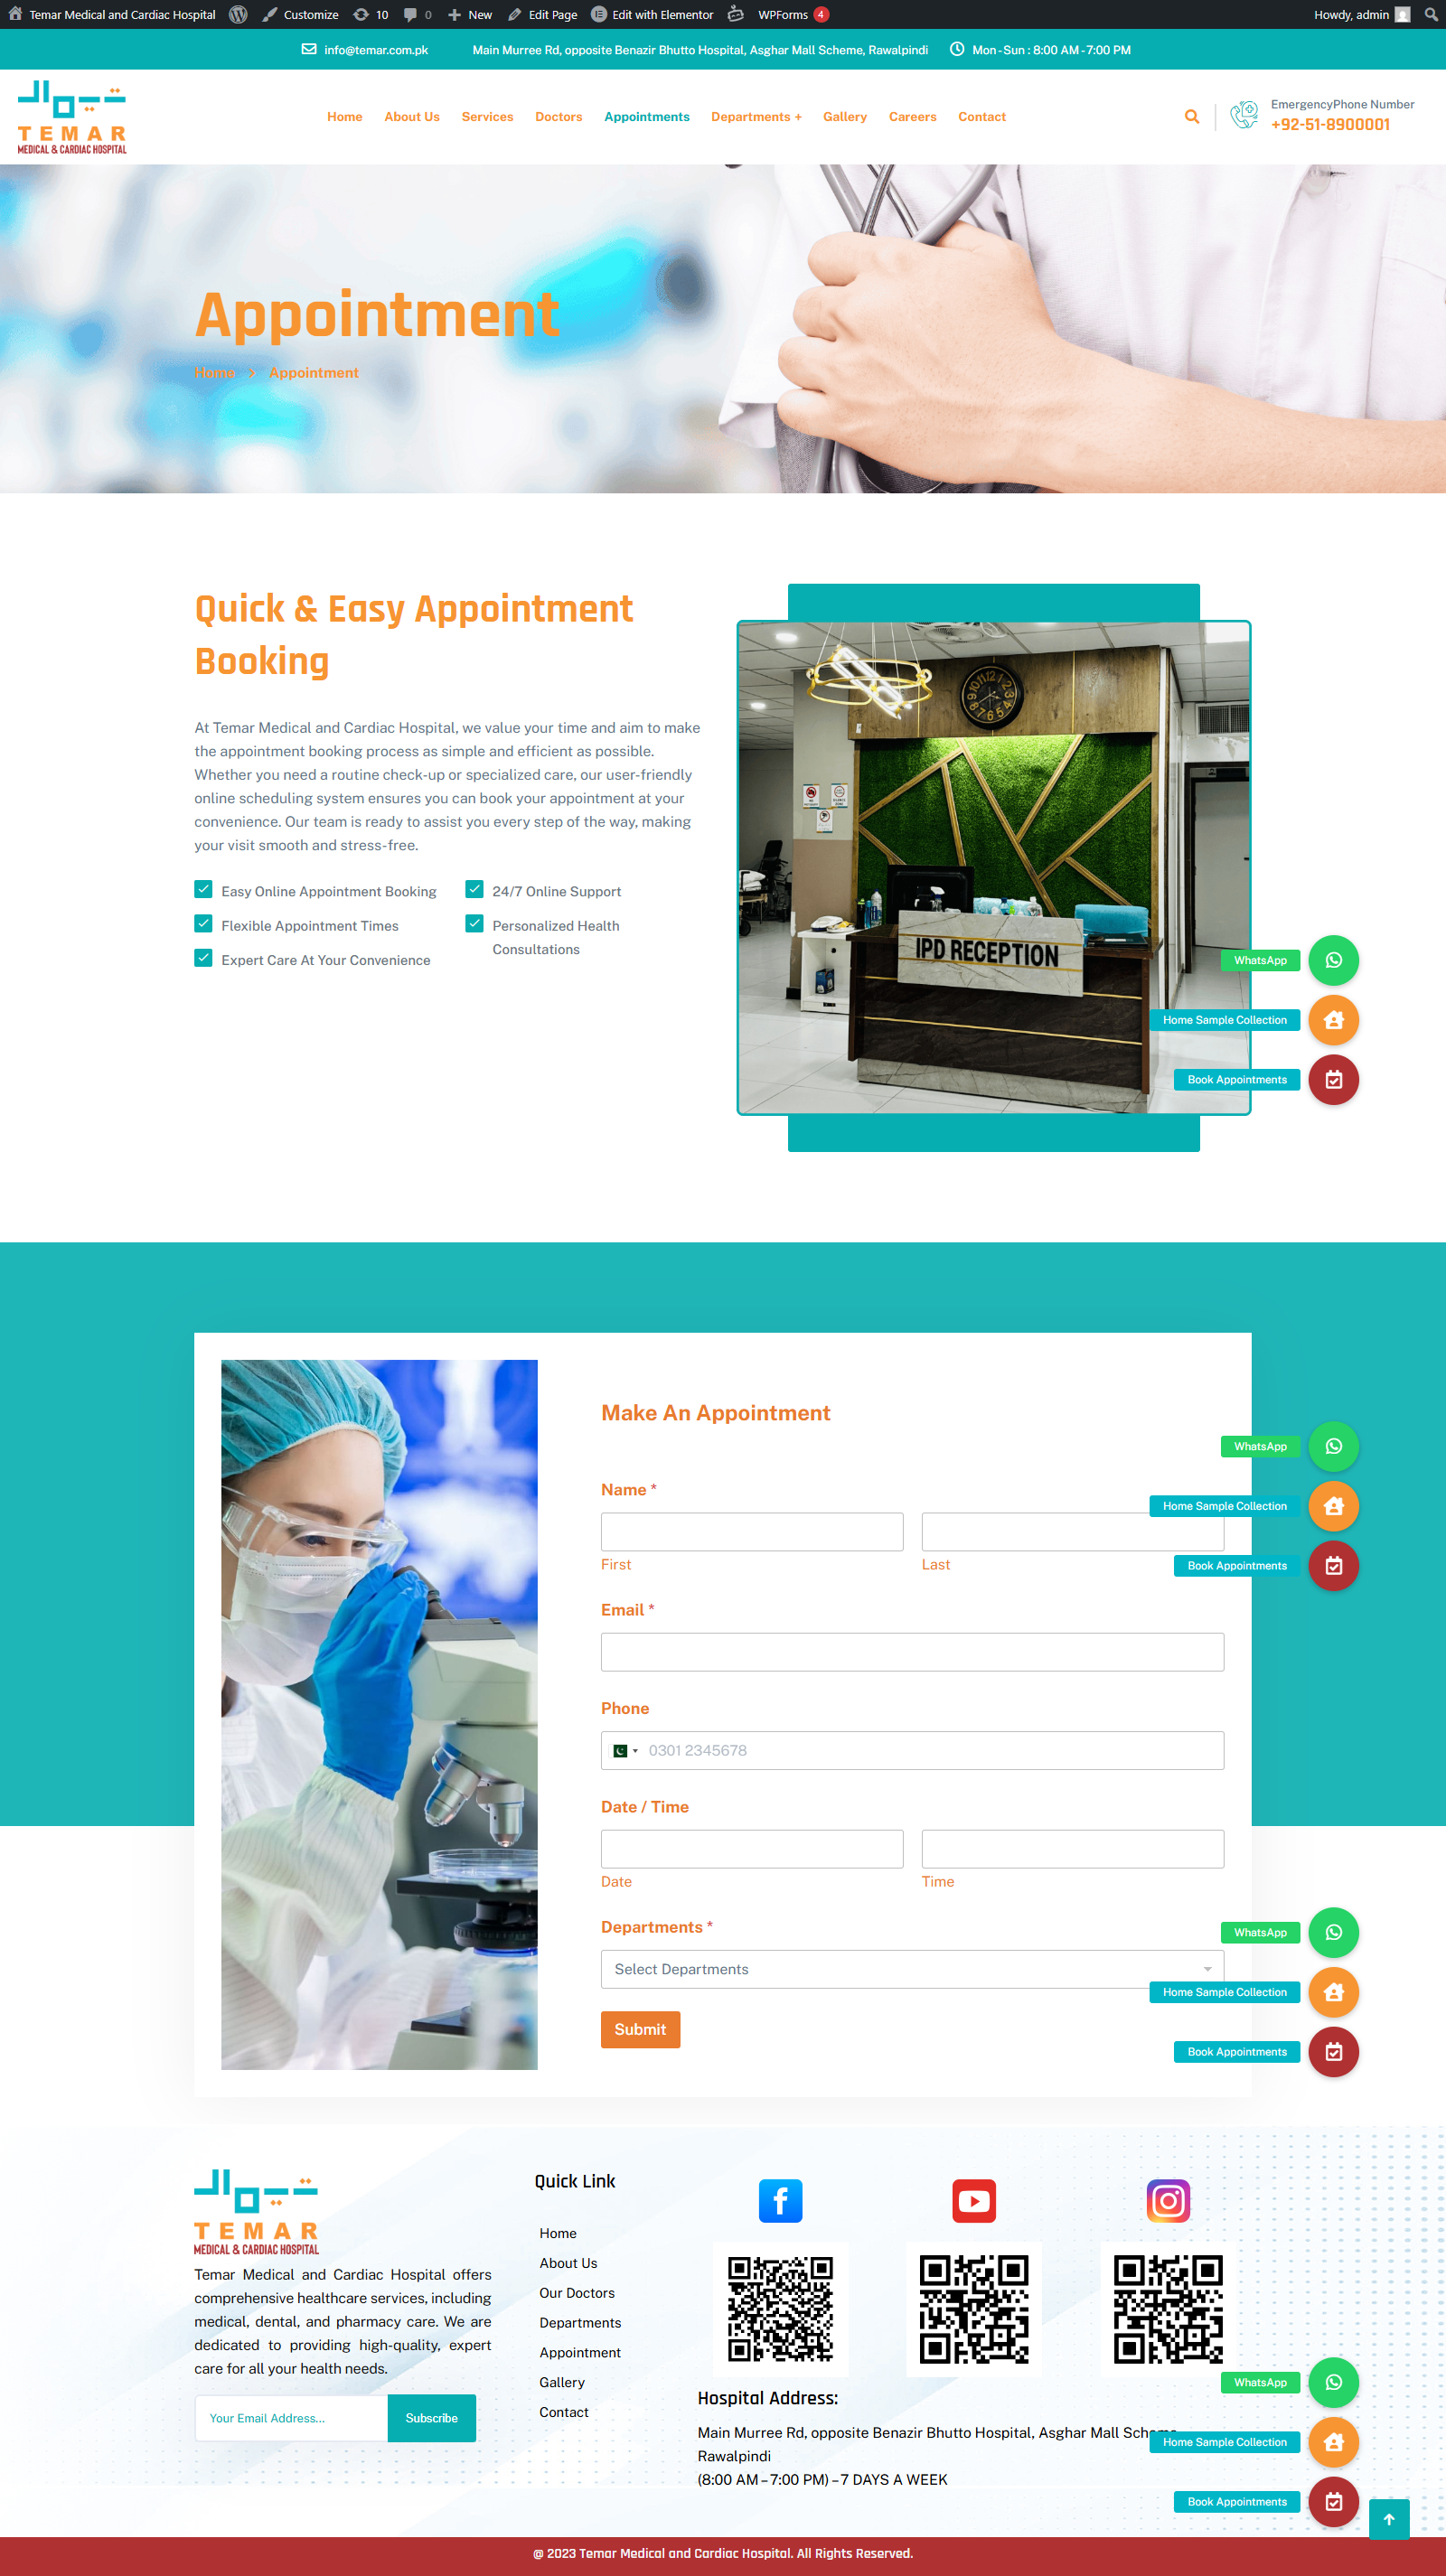 Temar Medical and Cardiac Hospital Customize 10 0 New Edit Page Edit with Elementor WPForms 4 Howdy, admin
info@temar.com.pk Main Murree Rd, opposite Benazir Bhutto Hospital, Asghar Mall Scheme, Rawalpindi Mon - Sun : 8:00 AM - 7:00 PM
TEMAR
MEDICAL & CARDIAC HOSPITAL
Home About Us Services Doctors Appointments Departments + Gallery Careers Contact
EmergencyPhone Number
+92-51-8900001
Appointment
Home > Appointment
Quick & Easy Appointment
Booking
At Temar Medical and Cardiac Hospital, we value your time and aim to make
the appointment booking process as simple and efficient as possible.
Whether you need a routine check-up or specialized care, our user-friendly
online scheduling system ensures you can book your appointment at your
convenience. Our team is ready to assist you every step of the way, making
your visit smooth and stress-free.
Easy Online Appointment Booking
Flexible Appointment Times
Expert Care At Your Convenience
24/7 Online Support
Personalized Health
Consultations
IPD RECEPTION
WhatsApp
Home Sample Collection
Book Appointments
Make An Appointment
WhatsApp
Name *
Home Sample Collection
First Last
Book Appointments
Email *
Phone
0301 2345678
Date / Time
Date Time
Departments *
WhatsApp
Select Departments
Home Sample Collection
Submit
Book Appointments
TEMAR
MEDICAL & CARDIAC HOSPITAL
Temar Medical and Cardiac Hospital offers
comprehensive healthcare services, including
medical, dental, and pharmacy care. We are
dedicated to providing high-quality, expert
care for all your health needs.
Your Email Address... Subscribe
Quick Link
Home
About Us
Our Doctors
Departments
Appointment
Gallery
Contact
WhatsApp
Hospital Address:
Main Murree Rd, opposite Benazir Bhutto Hospital, Asghar Mall Scheme
Home Sample Collection
Rawalpindi
(8:00 AM – 7:00 PM) – 7 DAYS A WEEK
Book Appointments
@ 2023 Temar Medical and Cardiac Hospital. All Rights Reserved.